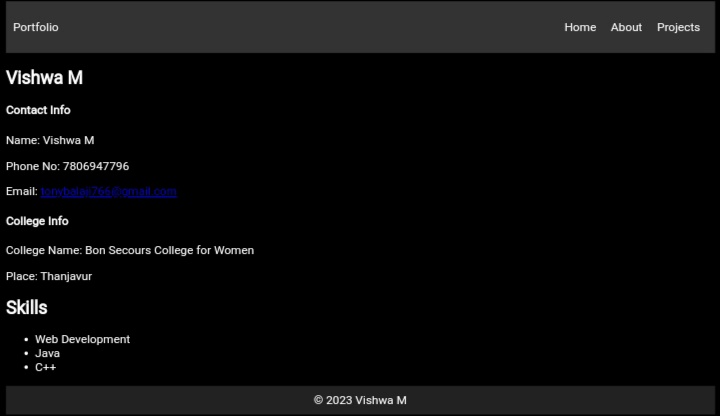 Portfolio Home About Projects
Vishwa M
Contact Info
Name: Vishwa M
Phone No: 7806947796
Email: tonybalaji766@gmail.com
College Info
College Name: Bon Secours College for Women
Place: Thanjavur
Skills
• Web Development
• Java
• C++
© 2023 Vishwa M